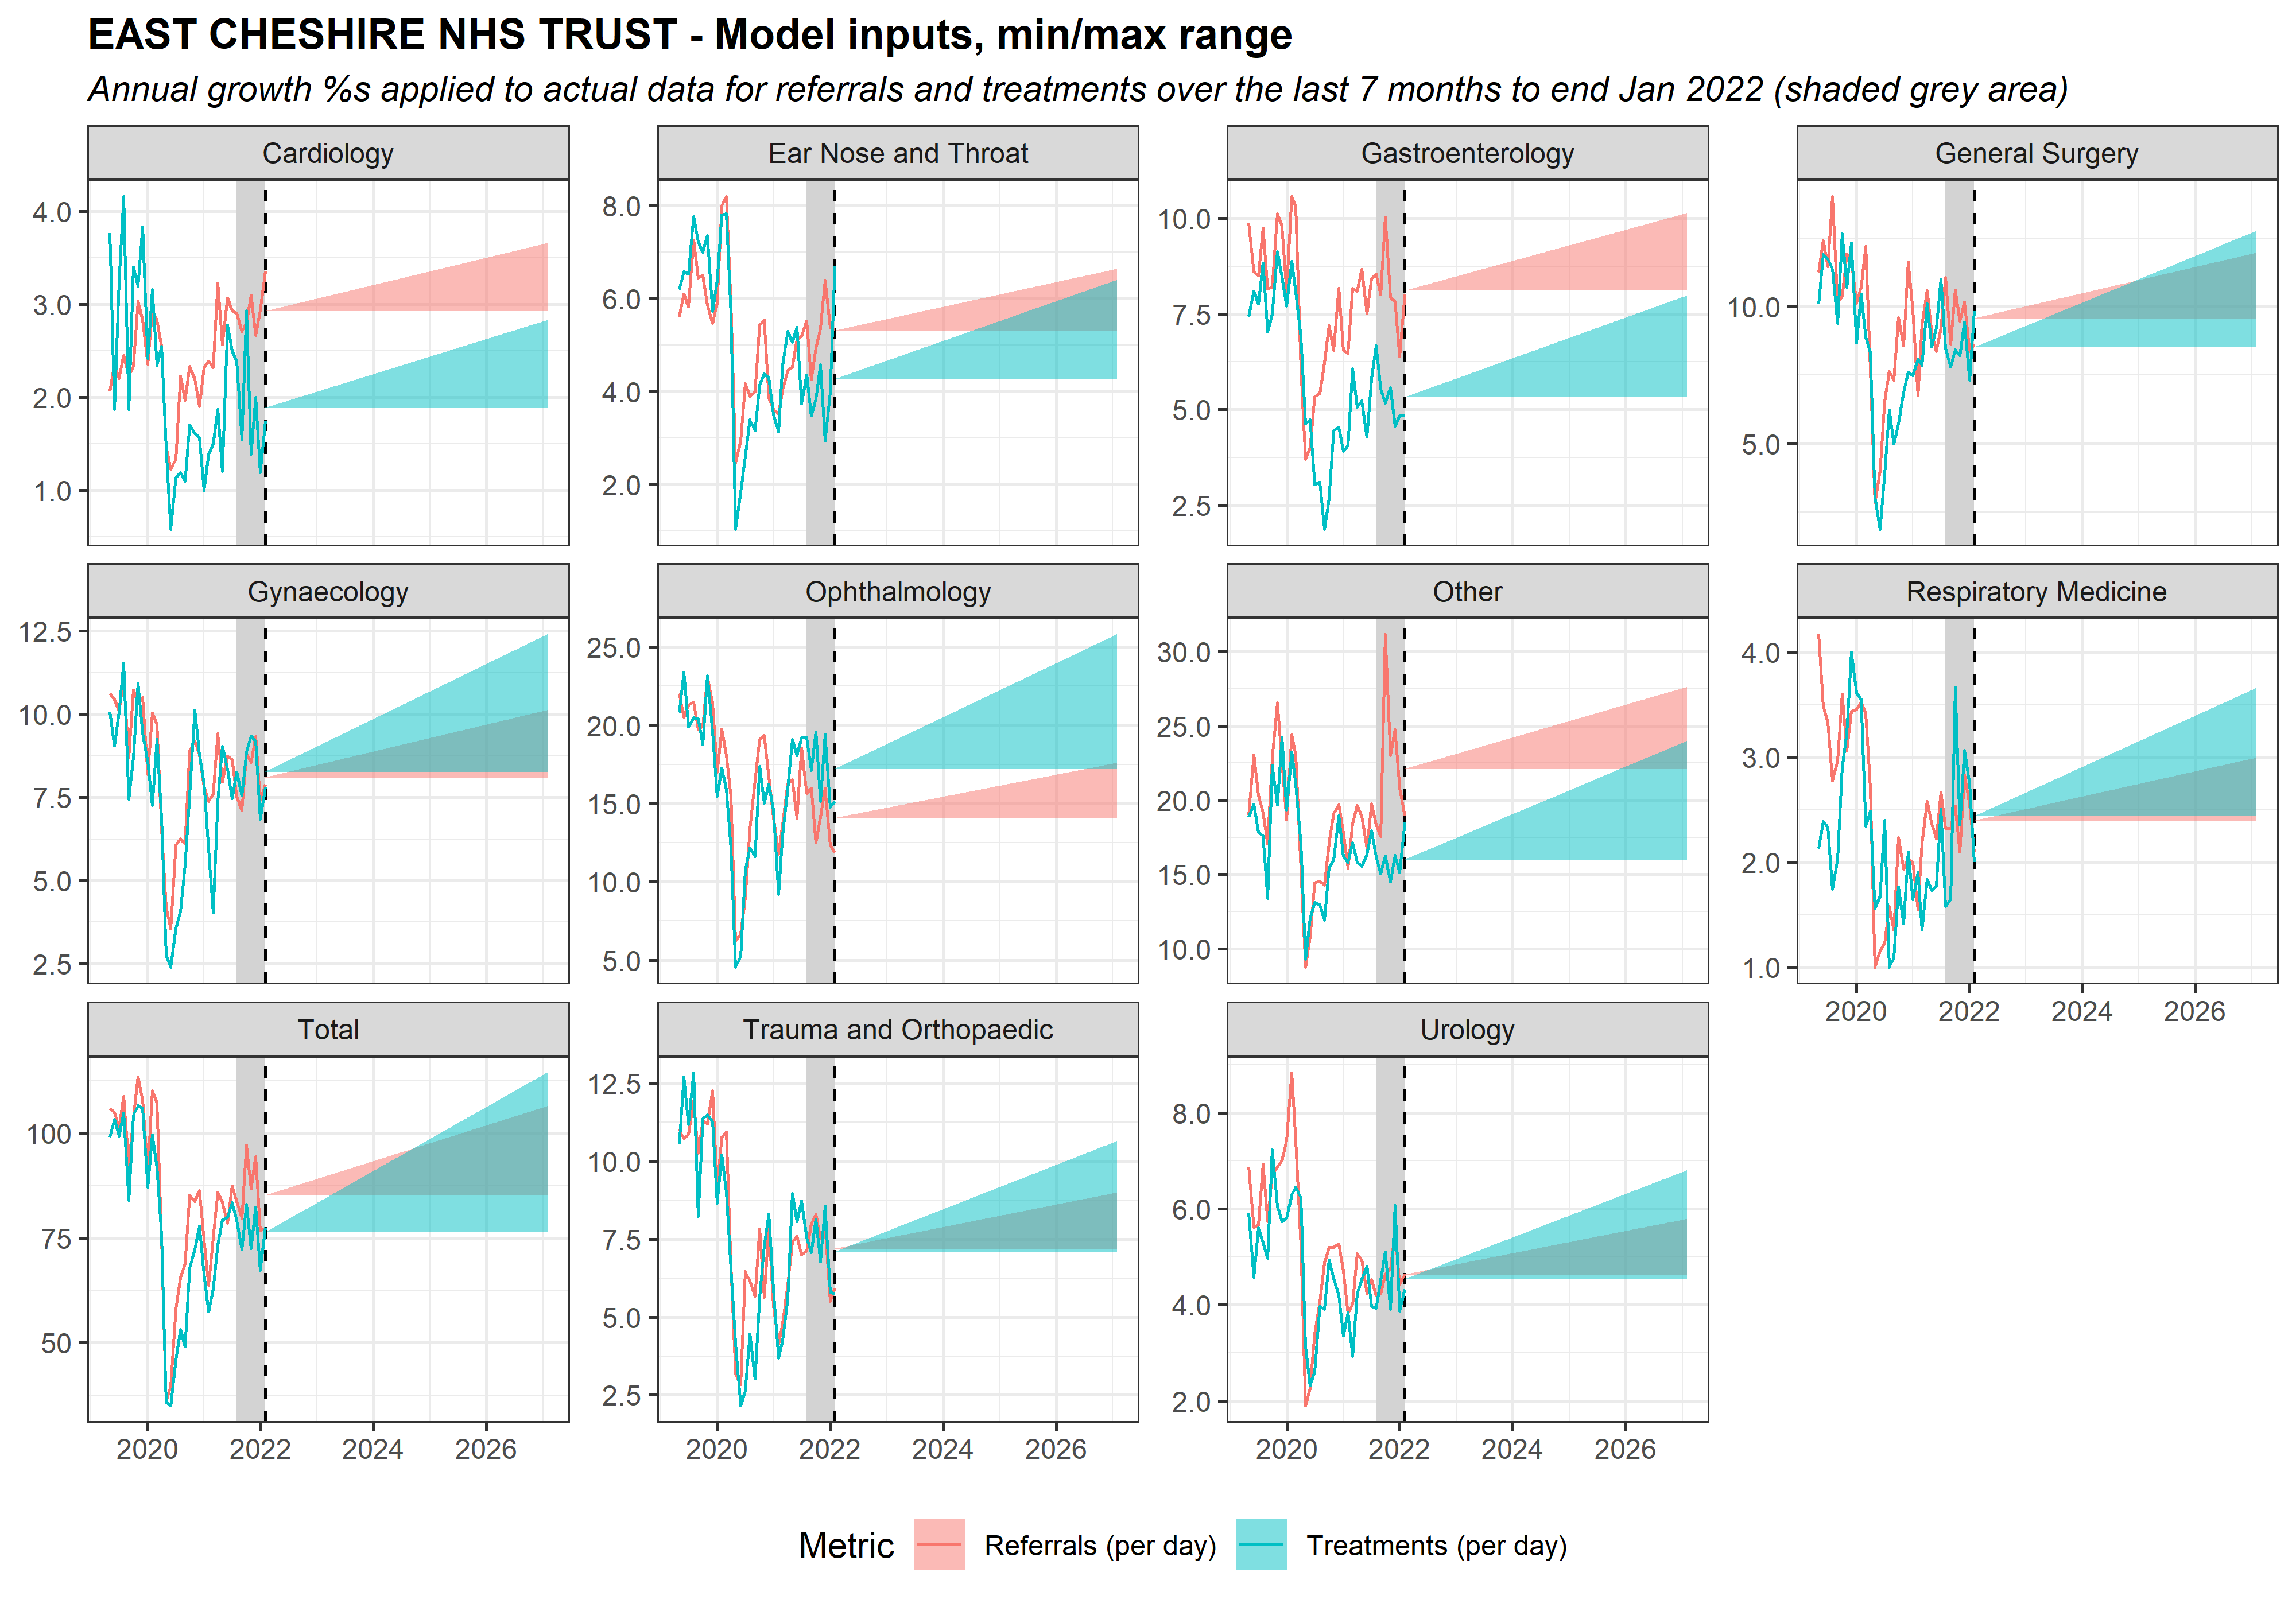 EAST CHESHIRE NHS TRUST - Model inputs, min/max range
Annual growth %s applied to actual data for referrals and treatments over the last 7 months to end Jan 2022 (shaded grey area)
Cardiology
4.0
3.0
2.0
1.0
Ear Nose and Throat
8.0
6.0
4.0
2.0
Gastroenterology
10.0
7.5
5.0
2.5
General Surgery
10.0
5.0
Gynaecology
12.5
10.0
7.5
5.0
2.5
Ophthalmology
25.0
20.0
15.0
10.0
5.0
Other
30.0
25.0
20.0
15.0
10.0
Respiratory Medicine
4.0
3.0
2.0
1.0
2020 2022 2024 2026
Total
100
75
50
2020 2022 2024 2026
Trauma and Orthopaedic
12.5
10.0
7.5
5.0
2.5
2020 2022 2024 2026
Urology
8.0
6.0
4.0
2.0
2020 2022 2024 2026
Metric Referrals (per day) Treatments (per day)